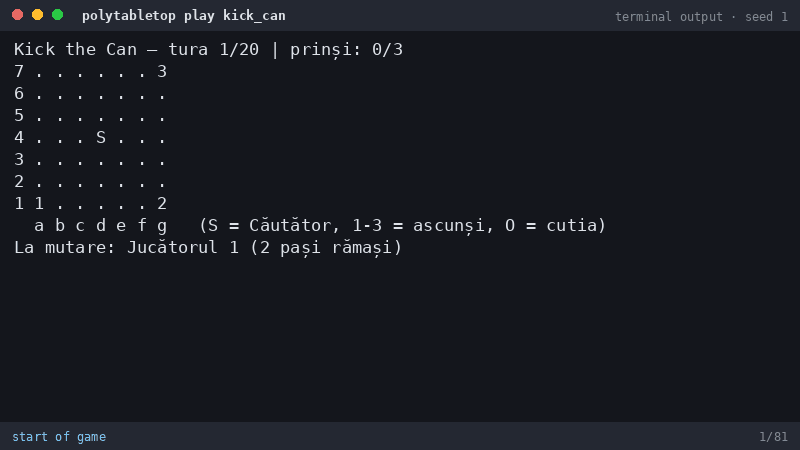 polytabletop play kick_can
terminal output · seed 1
Kick the Can — tura 1/20 | prinși: 0/3
7 . . . . . . 3
6 . . . . . . .
5 . . . . . . .
4 . . . S . . .
3 . . . . . . .
2 . . . . . . .
1 1 . . . . . 2
a b c d e f g (S = Căutător, 1-3 = ascunși, O = cutia)
La mutare: Jucătorul 1 (2 pași rămași)
start of game
1/81